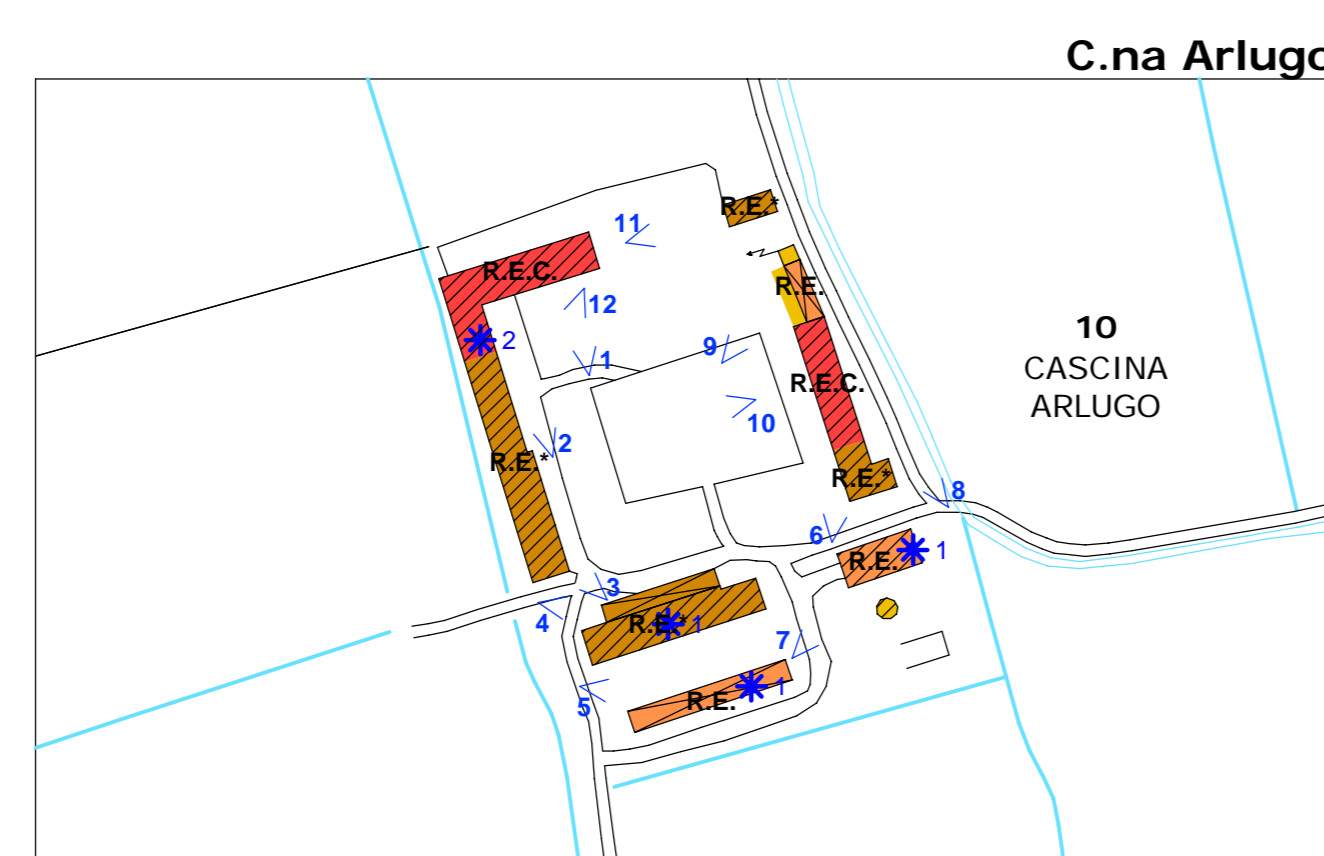 C.na Arlugo
R.E.*
11
R.E.C.
R.E.
12
10
CASCINA
ARLUGO
2
9
1
R.E.C.
10
2
R.E.*
R.E.*
8
6
1
R.E.
3
4
R.E.*
1
7
1
R.E.
5